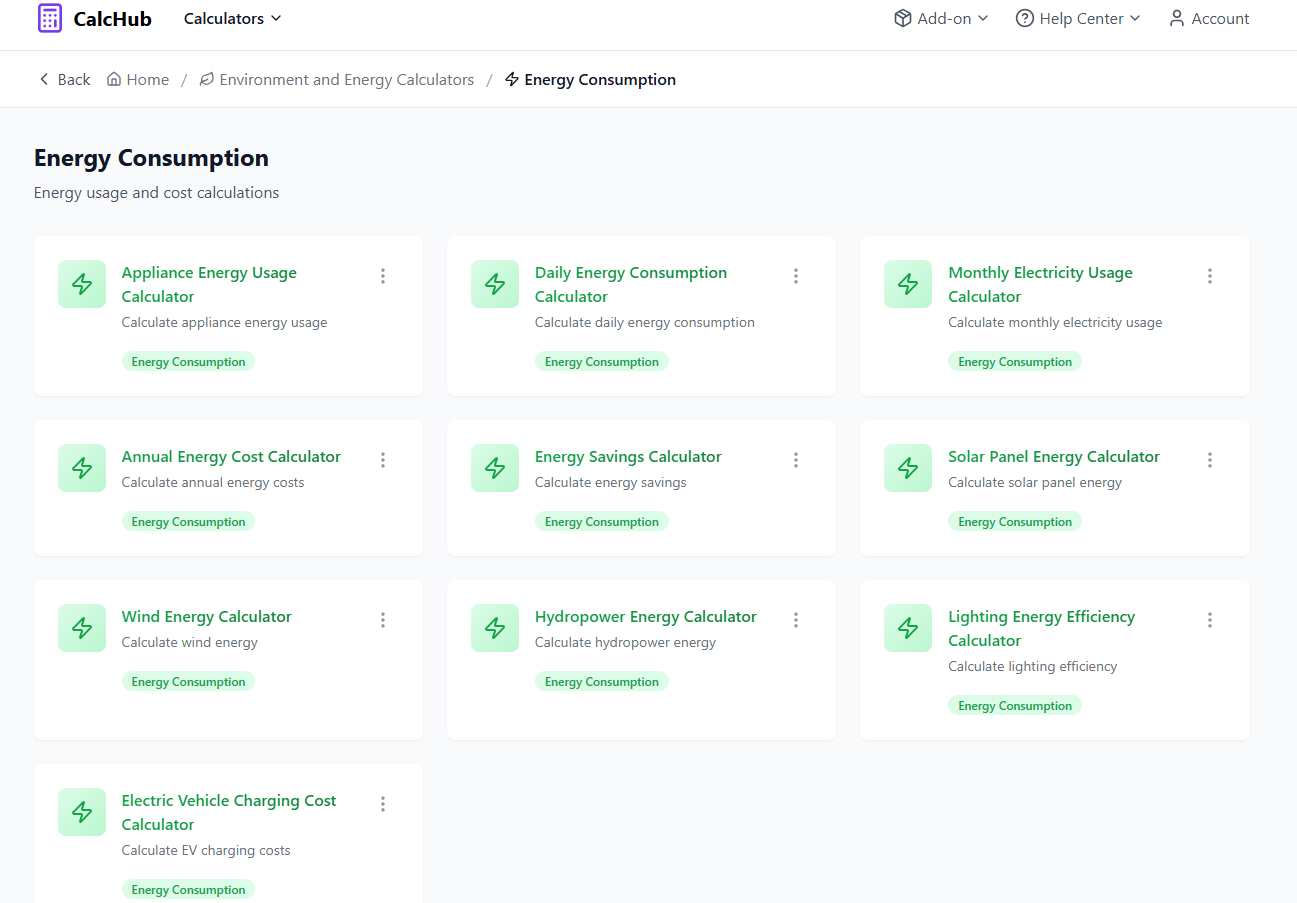 CalcHub Calculators Add-on Help Center Account
Back Home / Environment and Energy Calculators / Energy Consumption
Energy Consumption
Energy usage and cost calculations
Appliance Energy Usage
Calculator
Calculate appliance energy usage
Energy Consumption
Daily Energy Consumption
Calculator
Calculate daily energy consumption
Energy Consumption
Monthly Electricity Usage
Calculator
Calculate monthly electricity usage
Energy Consumption
Annual Energy Cost Calculator
Calculate annual energy costs
Energy Consumption
Energy Savings Calculator
Calculate energy savings
Energy Consumption
Solar Panel Energy Calculator
Calculate solar panel energy
Energy Consumption
Wind Energy Calculator
Calculate wind energy
Energy Consumption
Hydropower Energy Calculator
Calculate hydropower energy
Energy Consumption
Lighting Energy Efficiency
Calculator
Calculate lighting efficiency
Energy Consumption
Electric Vehicle Charging Cost
Calculator
Calculate EV charging costs
Energy Consumption